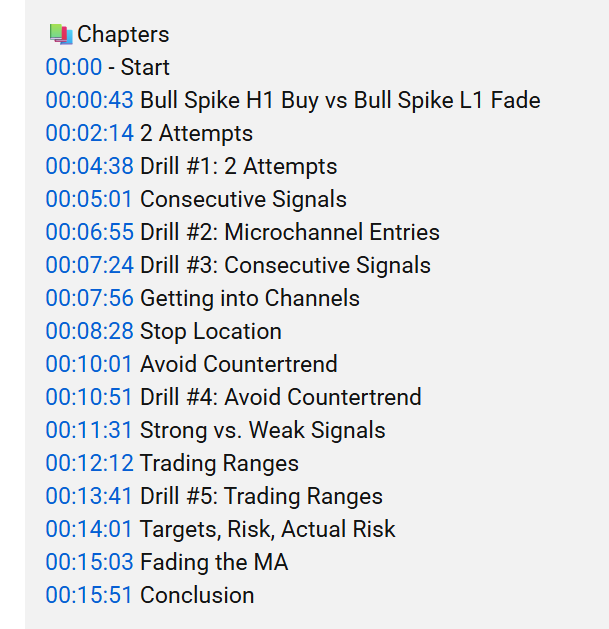 📚 Chapters
00:00 - Start
00:00:43 Bull Spike H1 Buy vs Bull Spike L1 Fade
00:02:14 2 Attempts
00:04:38 Drill #1: 2 Attempts
00:05:01 Consecutive Signals
00:06:55 Drill #2: Microchannel Entries
00:07:24 Drill #3: Consecutive Signals
00:07:56 Getting into Channels
00:08:28 Stop Location
00:10:01 Avoid Countertrend
00:10:51 Drill #4: Avoid Countertrend
00:11:31 Strong vs. Weak Signals
00:12:12 Trading Ranges
00:13:41 Drill #5: Trading Ranges
00:14:01 Targets, Risk, Actual Risk
00:15:03 Fading the MA
00:15:51 Conclusion